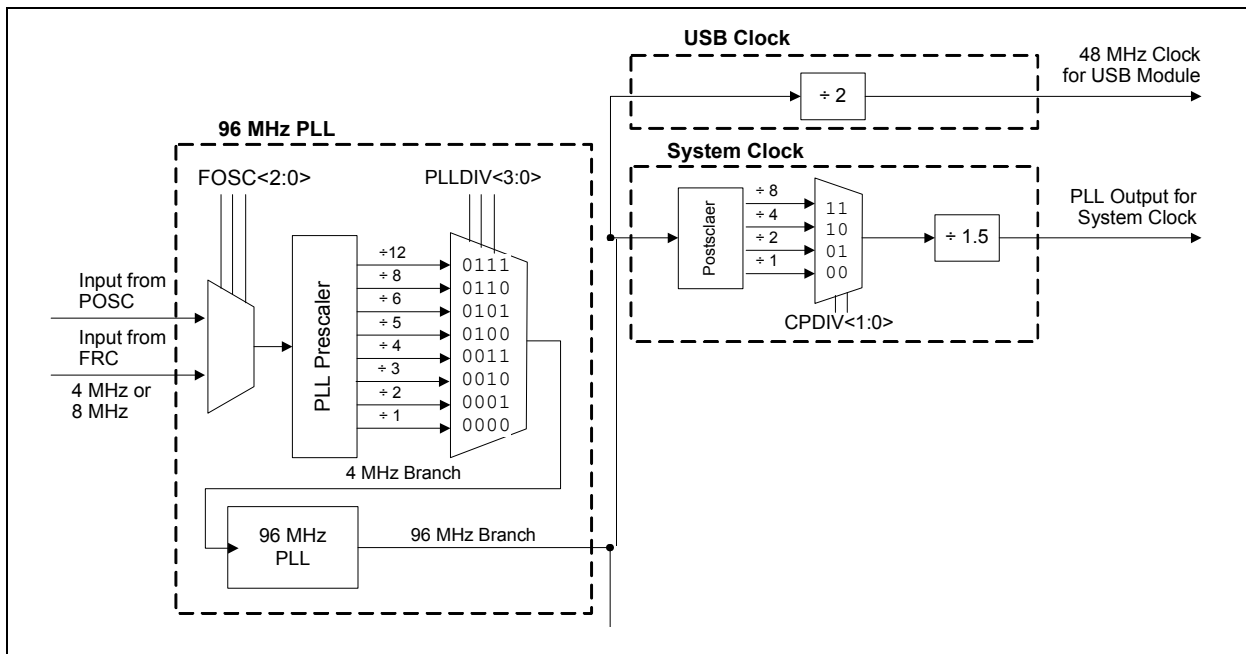 USB Clock
48 MHz Clock
for USB Module
÷ 2
96 MHz PLL
System Clock
FOSC<2:0>
PLLDIV<3:0>
Input from
POSC
Input from
FRC
4 MHz or
8 MHz
PLL Prescaler
÷12
÷ 8
÷ 6
÷ 5
÷ 4
÷ 3
÷ 2
÷ 1
0111
0110
0101
0100
0011
0010
0001
0000
4 MHz Branch
96 MHz
PLL
96 MHz Branch
Postsclaer
÷ 8
÷ 4
÷ 2
÷ 1
11
10
01
00
CPDIV<1:0>
÷ 1.5
PLL Output for
System Clock